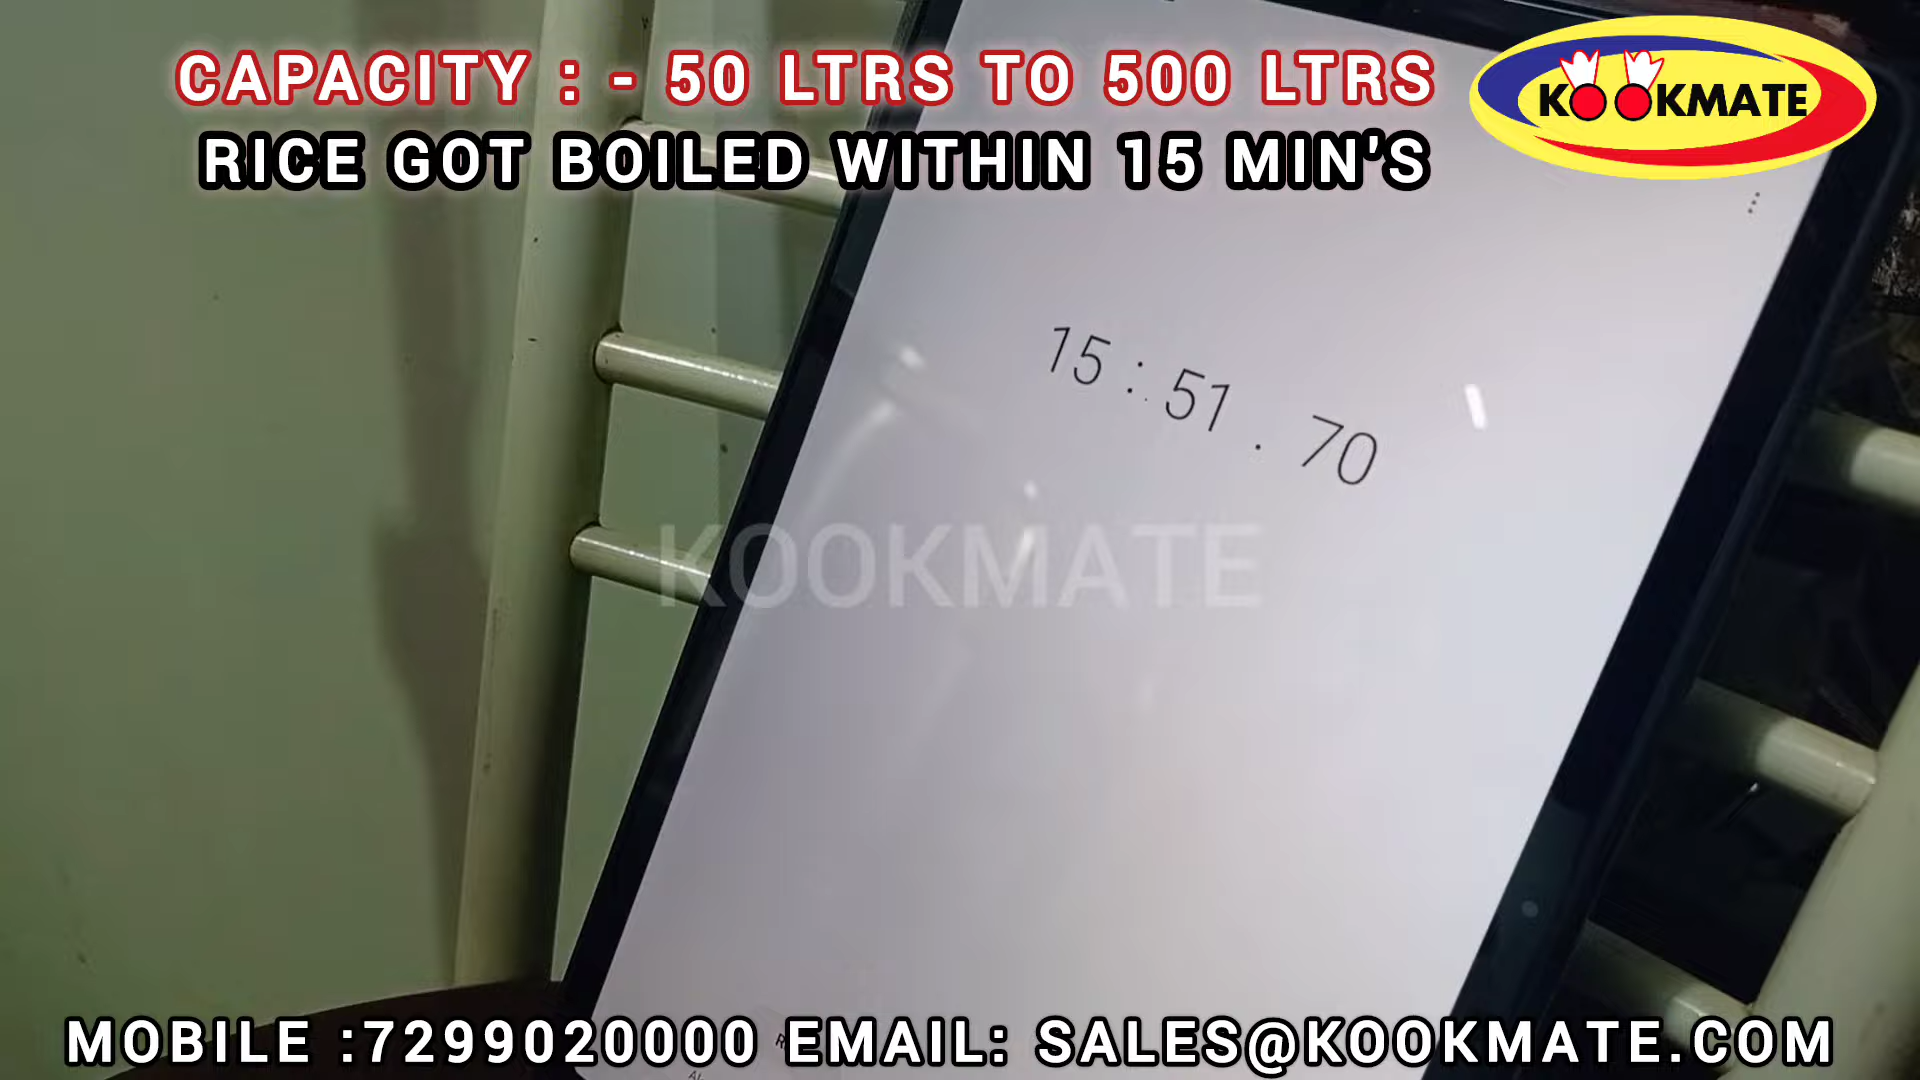 CAPACITY : - 50 LTRS TO 500 LTRS
KOOKMATE
RICE GOT BOILED WITHIN 15 MIN'S
15 : 51 . 70
KOOKMATE
MOBILE :7299020000 EMAIL: SALES@KOOKMATE.COM